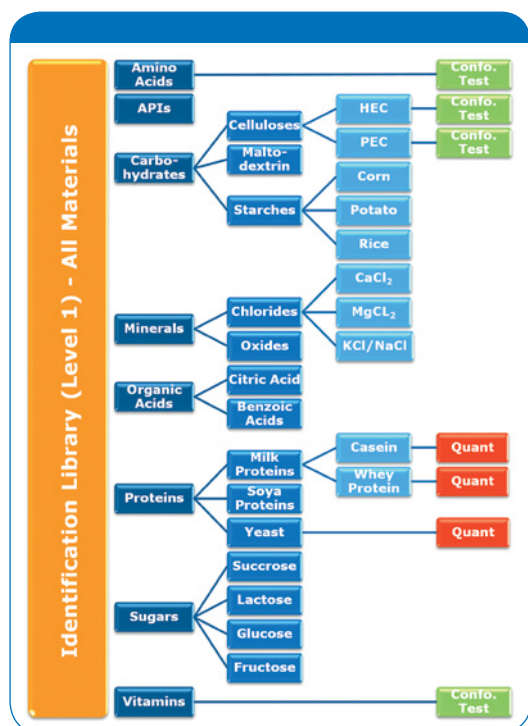 Identification Library (Level 1) - All Materials
Amino
Acids
Confo.
Test
APIs
Carbo-
hydrates
Celluloses
HEC
Confo.
Test
PEC
Confo.
Test
Malto-
dextrin
Starches
Corn
Potato
Rice
Minerals
Chlorides
CaCl₂
MgCL₂
KCl/NaCl
Oxides
Organic
Acids
Citric Acid
Benzoic
Acids
Proteins
Milk
Proteins
Casein
Quant
Whey
Protein
Quant
Soya
Proteins
Yeast
Quant
Sugars
Succrose
Lactose
Glucose
Fructose
Vitamins
Confo.
Test